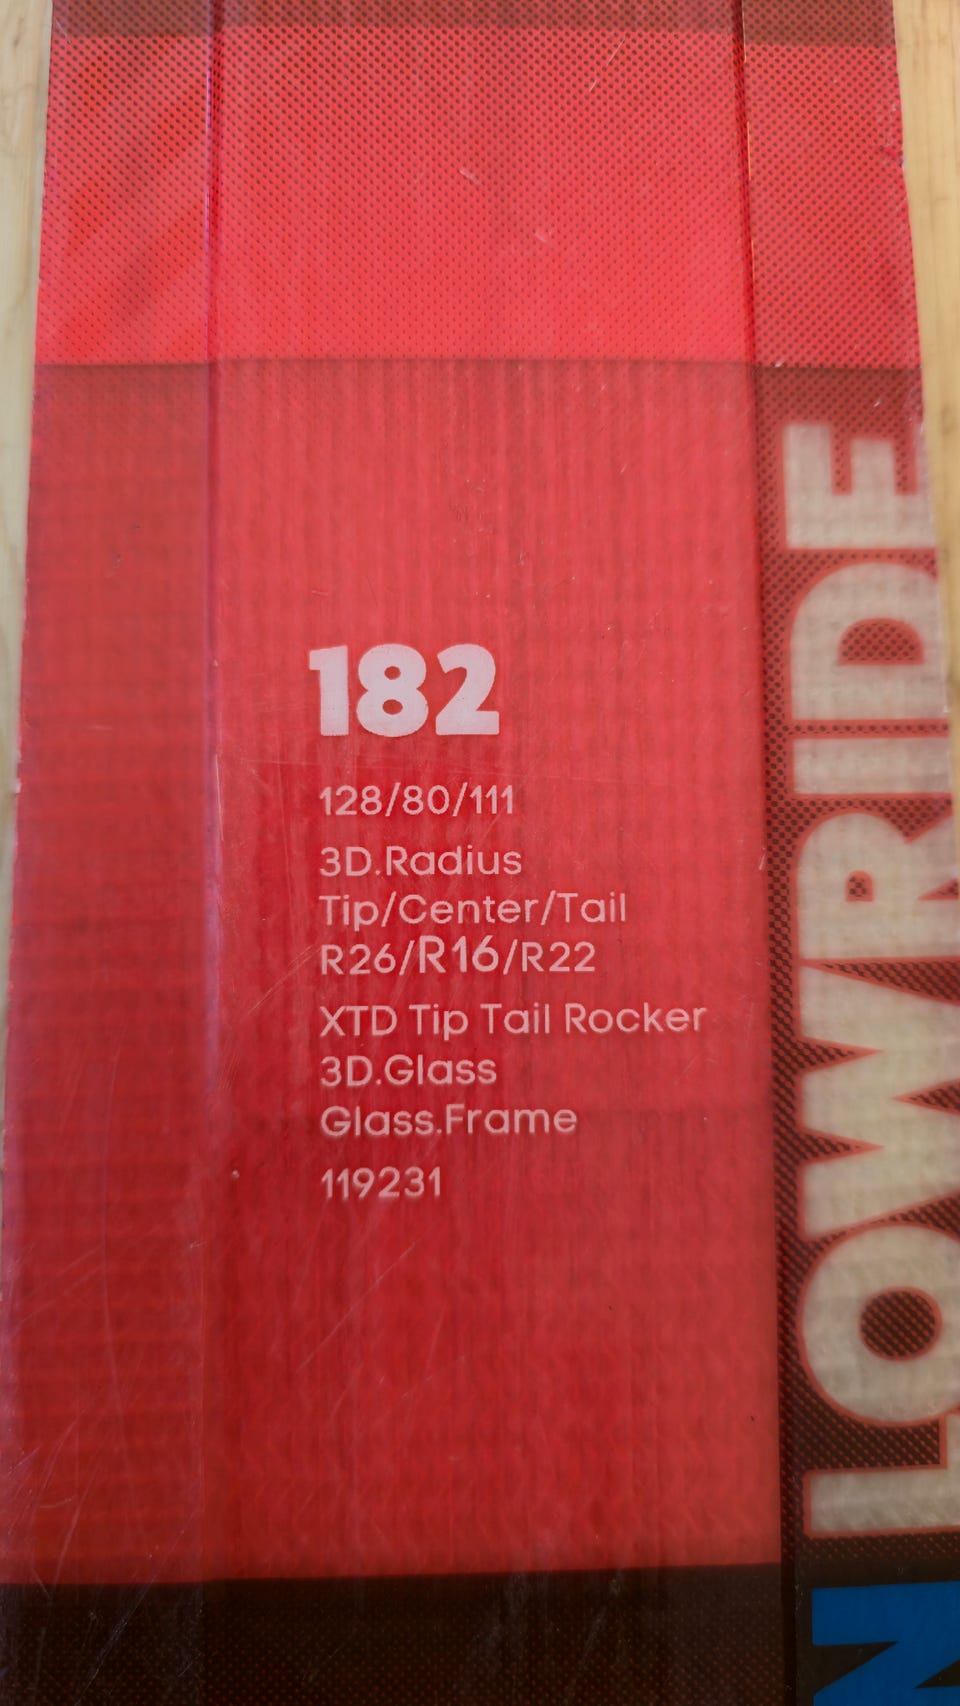 182
128/80/111
3D.Radius
Tip/Center/Tail
R26/R16/R22
XTD Tip Tail Rocker
3D.Glass
Glass.Frame
119231
LOWRIDE
N